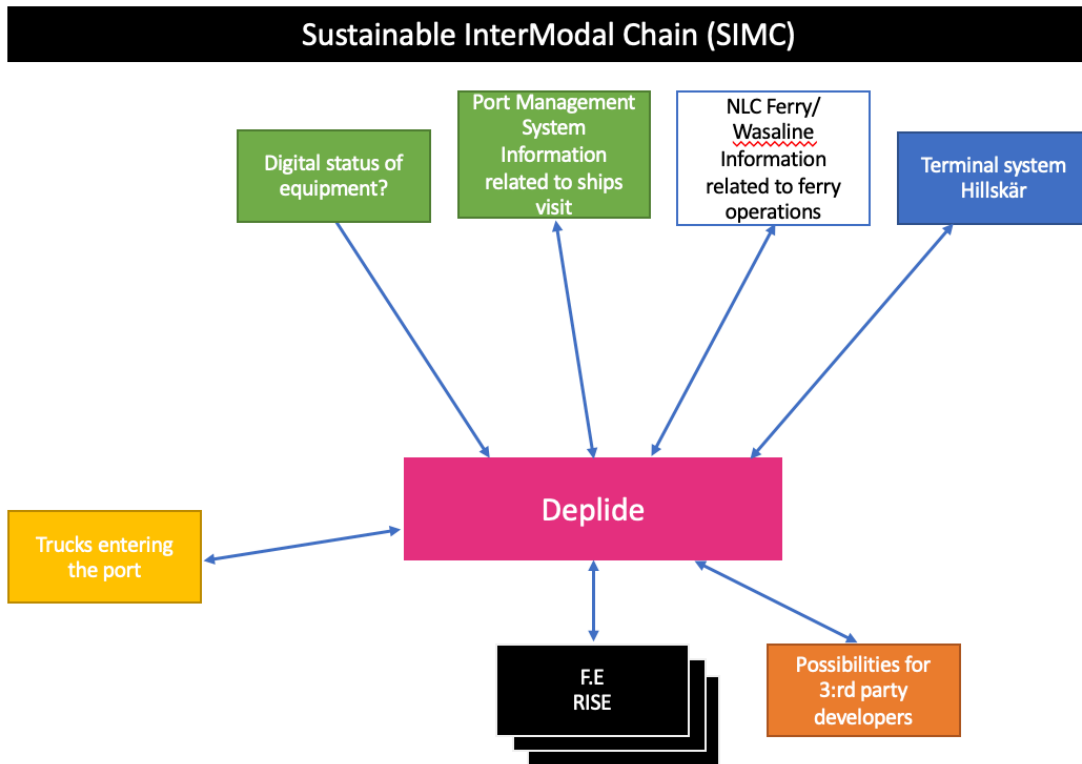 Sustainable InterModal Chain (SIMC)
Digital status of
equipment?
Port Management
System
Information
related to ships
visit
NLC Ferry/
Wasaline
Information
related to ferry
operations
Terminal system
Hillskär
Deplide
Trucks entering
the port
F.E
RISE
Possibilities for
3:rd party
developers